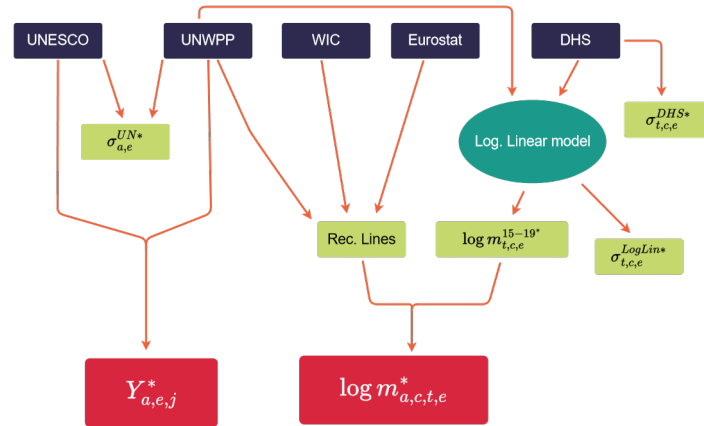 UNESCO
UNWPP
WIC
Eurostat
DHS
σ^{UN*}_{a,e}
Log. Linear model
σ^{DHS*}_{t,c,e}
Rec. Lines
log m^{15−19*}_{t,c,e}
σ^{LogLin*}_{t,c,e}
Y^*_{a,e,j}
log m^*_{a,c,t,e}